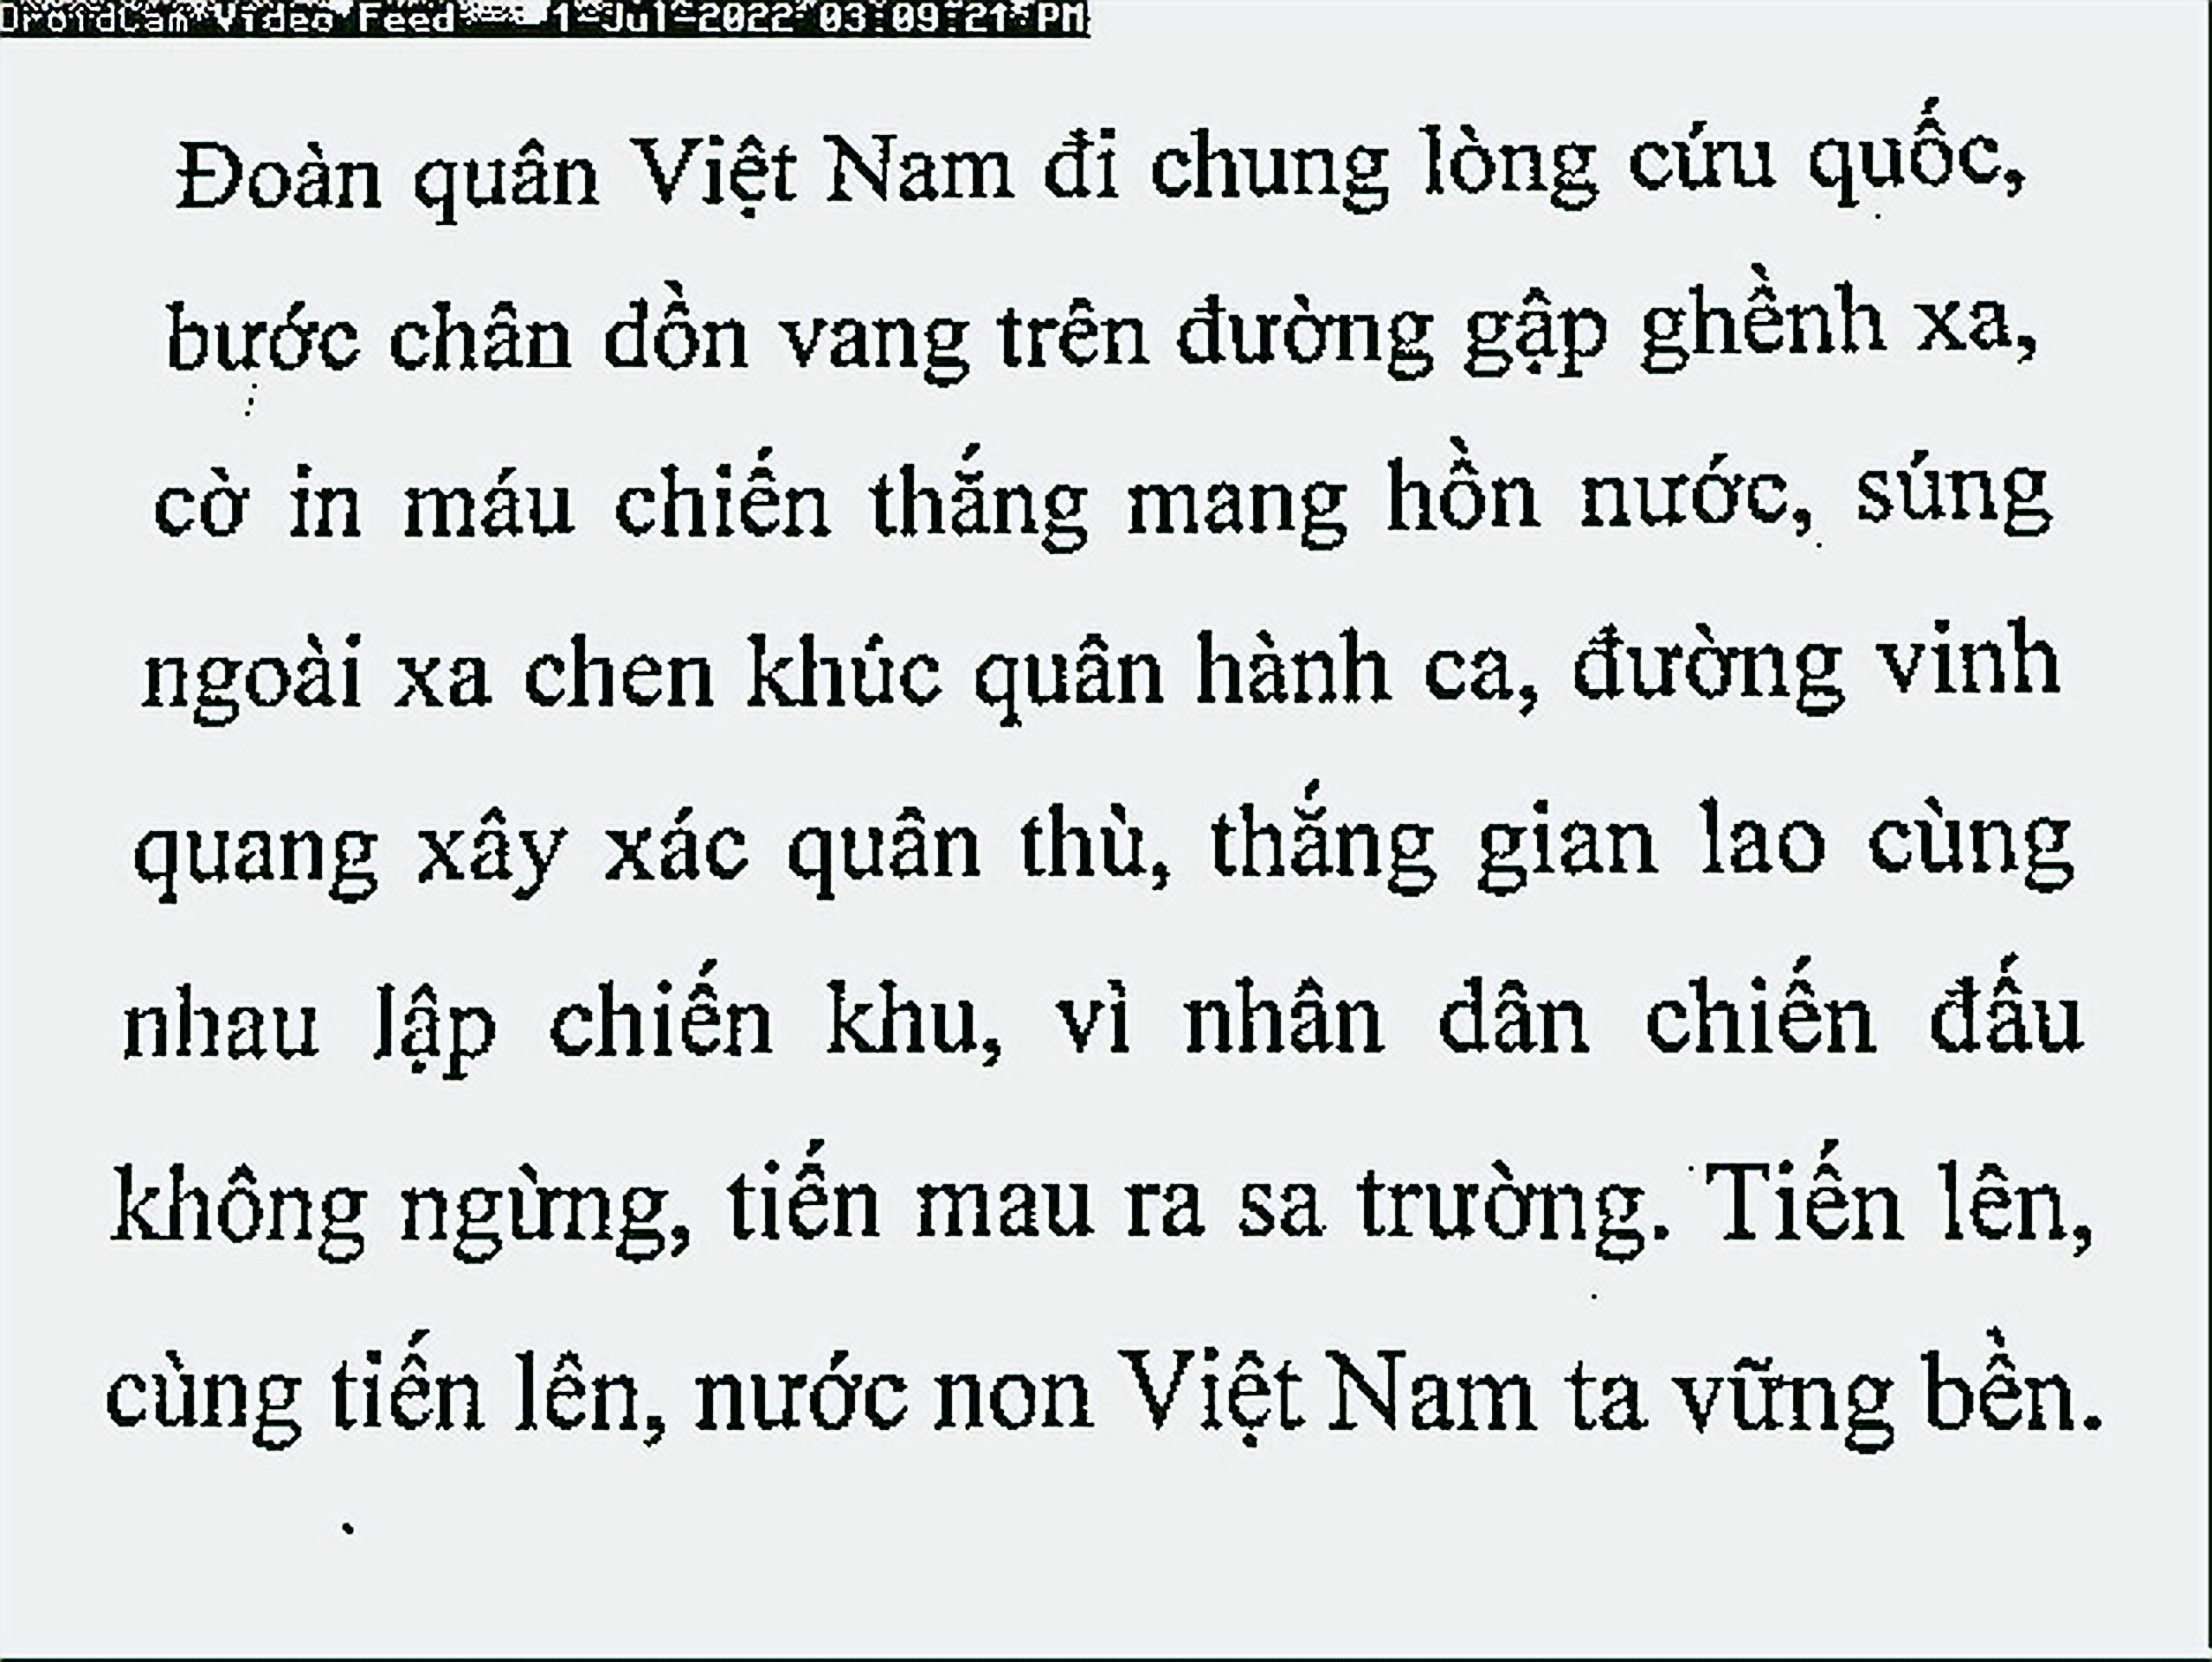 DroidCam Video Feed 1-Jul-2022 03:09:21 PM
Đoàn quân Việt Nam đi chung lòng cứu quốc,
bước chân dồn vang trên đường gập ghềnh xa,
cờ in máu chiến thắng mang hồn nước, súng
ngoài xa chen khúc quân hành ca, đường vinh
quang xây xác quân thù, thắng gian lao cùng
nhau lập chiến khu, vì nhân dân chiến đấu
không ngừng, tiến mau ra sa trường. Tiến lên,
cùng tiến lên, nước non Việt Nam ta vững bền.